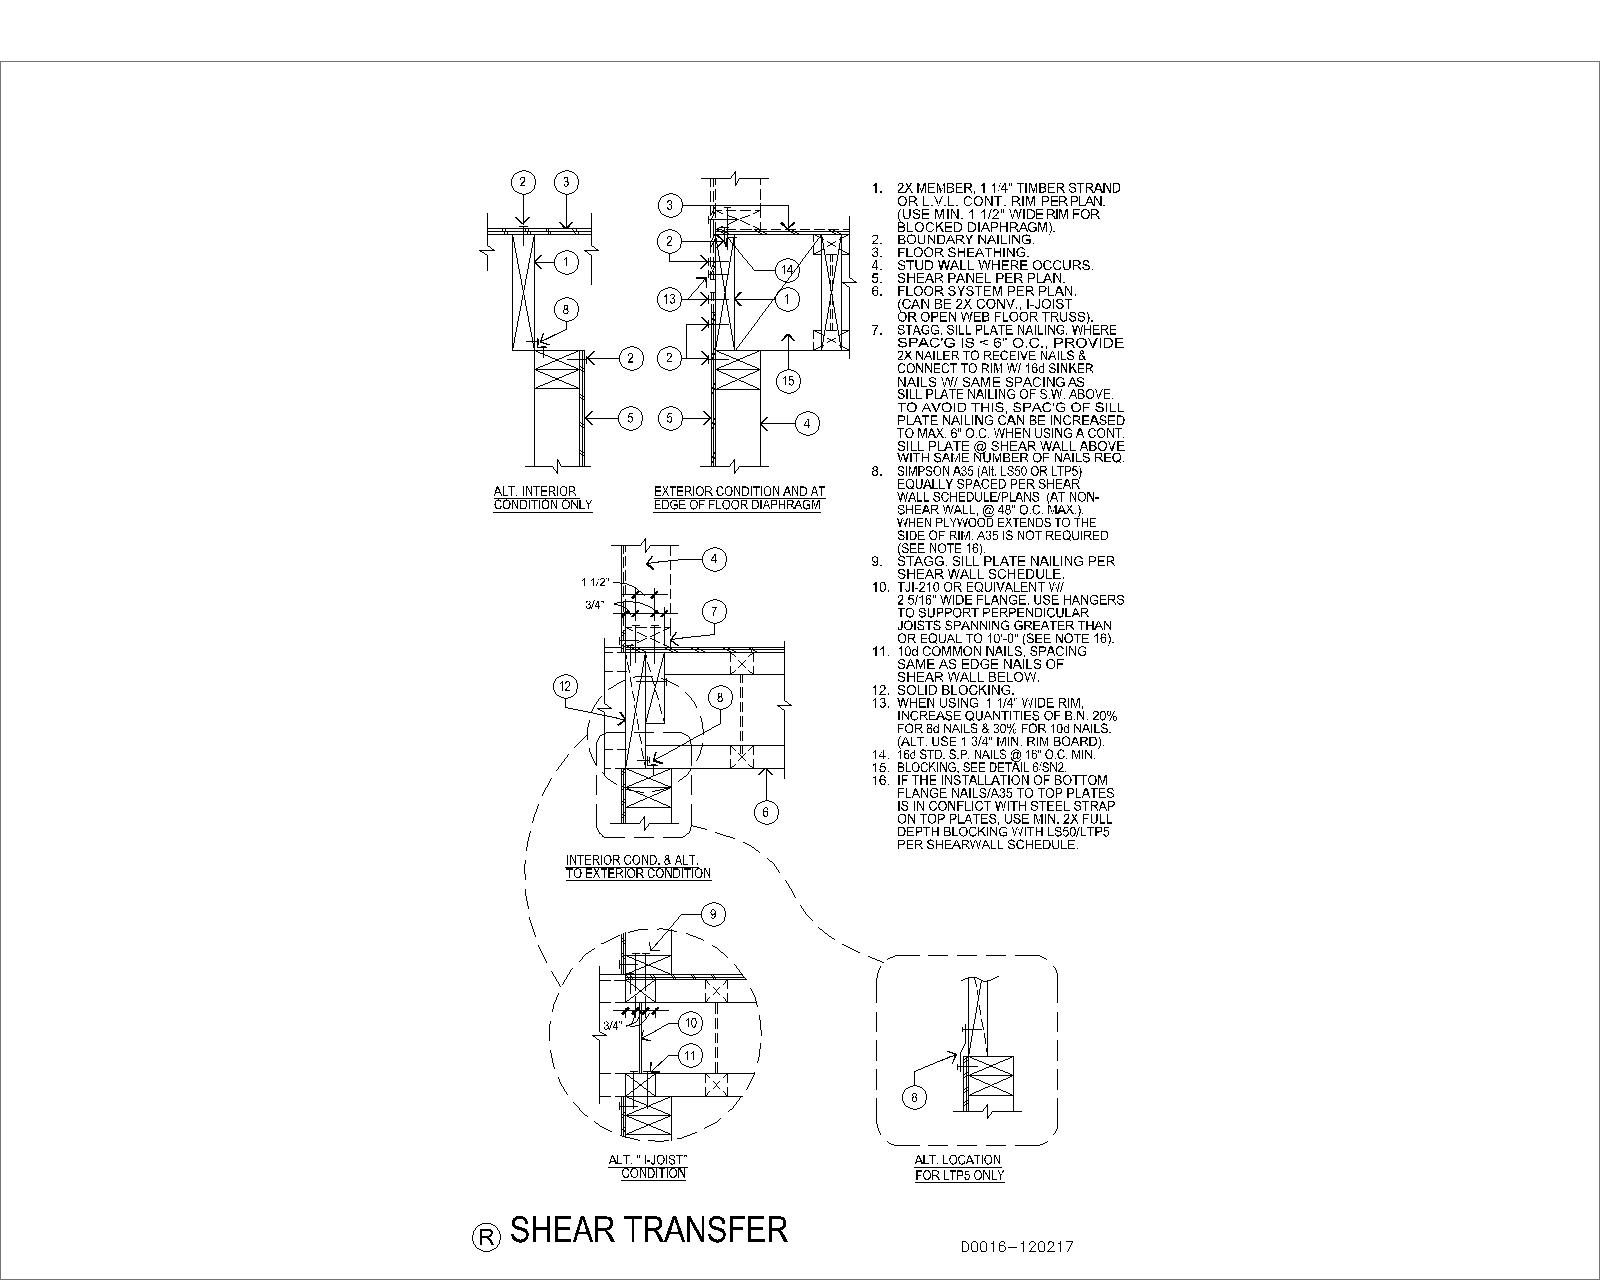 2
3
1
8
2
5
ALT. INTERIOR
CONDITION ONLY
3
2
14
13
1
2
15
5
4
EXTERIOR CONDITION AND AT
EDGE OF FLOOR DIAPHRAGM
4
1 1/2"
3/4"
7
12
8
6
INTERIOR COND. & ALT.
TO EXTERIOR CONDITION
9
3/4"
10
11
ALT. " I-JOIST"
CONDITION
8
ALT. LOCATION
FOR LTP5 ONLY
1. 2X MEMBER, 1 1/4" TIMBER STRAND
OR L.V.L. CONT. RIM PER PLAN.
(USE MIN. 1 1/2" WIDE RIM FOR
BLOCKED DIAPHRAGM).
2. BOUNDARY NAILING.
3. FLOOR SHEATHING.
4. STUD WALL WHERE OCCURS.
5. SHEAR PANEL PER PLAN.
6. FLOOR SYSTEM PER PLAN.
(CAN BE 2X CONV., I-JOIST
OR OPEN WEB FLOOR TRUSS).
7. STAGG. SILL PLATE NAILING. WHERE
SPAC'G IS < 6" O.C., PROVIDE
2X NAILER TO RECEIVE NAILS &
CONNECT TO RIM W/ 16d SINKER
NAILS W/ SAME SPACING AS
SILL PLATE NAILING OF S.W. ABOVE.
TO AVOID THIS, SPAC'G OF SILL
PLATE NAILING CAN BE INCREASED
TO MAX. 6" O.C. WHEN USING A CONT.
SILL PLATE @ SHEAR WALL ABOVE
WITH SAME NUMBER OF NAILS REQ.
8. SIMPSON A35 (Alt. LS50 OR LTP5)
EQUALLY SPACED PER SHEAR
WALL SCHEDULE/PLANS (AT NON-
SHEAR WALL, @ 48" O.C. MAX.).
WHEN PLYWOOD EXTENDS TO THE
SIDE OF RIM. A35 IS NOT REQUIRED
(SEE NOTE 16).
9. STAGG. SILL PLATE NAILING PER
SHEAR WALL SCHEDULE.
10. TJI-210 OR EQUIVALENT W/
2 5/16" WIDE FLANGE. USE HANGERS
TO SUPPORT PERPENDICULAR
JOISTS SPANNING GREATER THAN
OR EQUAL TO 10'-0" (SEE NOTE 16).
11. 10d COMMON NAILS, SPACING
SAME AS EDGE NAILS OF
SHEAR WALL BELOW.
12. SOLID BLOCKING.
13. WHEN USING 1 1/4" WIDE RIM,
INCREASE QUANTITIES OF B.N. 20%
FOR 8d NAILS & 30% FOR 10d NAILS.
(ALT. USE 1 3/4" MIN. RIM BOARD).
14. 16d STD. S.P. NAILS @ 16" O.C. MIN.
15. BLOCKING, SEE DETAIL 6/SN2.
16. IF THE INSTALLATION OF BOTTOM
FLANGE NAILS/A35 TO TOP PLATES
IS IN CONFLICT WITH STEEL STRAP
ON TOP PLATES, USE MIN. 2X FULL
DEPTH BLOCKING WITH LS50/LTP5
PER SHEARWALL SCHEDULE.
R SHEAR TRANSFER
D0016-120217